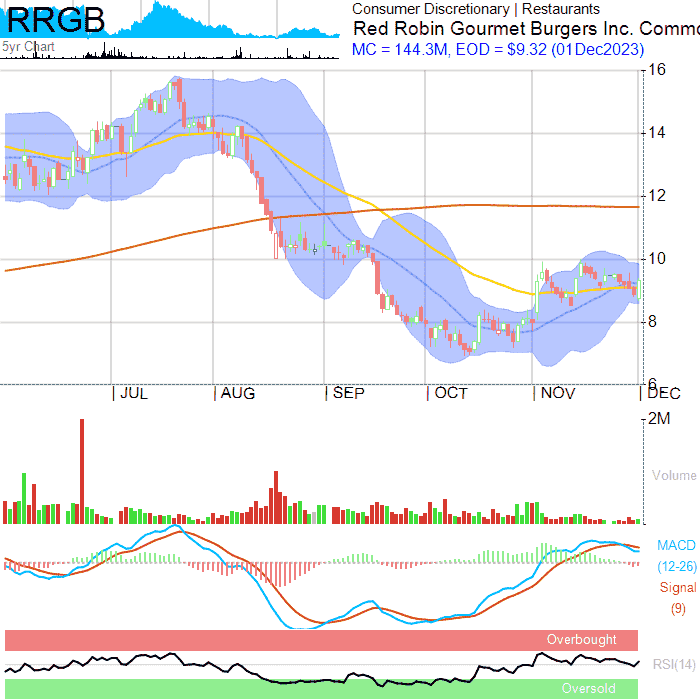 RRGB
5yr Chart
Consumer Discretionary | Restaurants
Red Robin Gourmet Burgers Inc. Commo
MC = 144.3M, EOD = $9.32 (01Dec2023)
16
14
12
10
8
6
JUL AUG SEP OCT NOV DEC
2M
Volume
MACD
(12-26)
Signal
(9)
Overbought
RSI(14)
Oversold